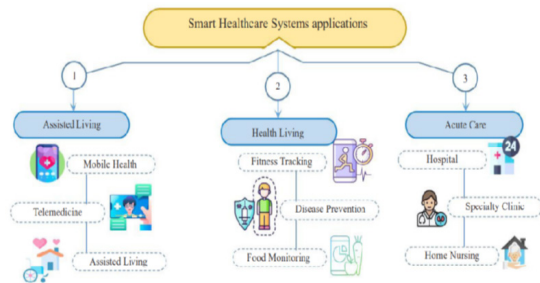 Smart Healthcare Systems applications
1
2
3
Assisted Living
Health Living
Acute Care
Mobile Health
Telemedicine
Assisted Living
Fitness Tracking
Disease Prevention
Food Monitoring
24
Hospital
Specialty Clinic
Home Nursing